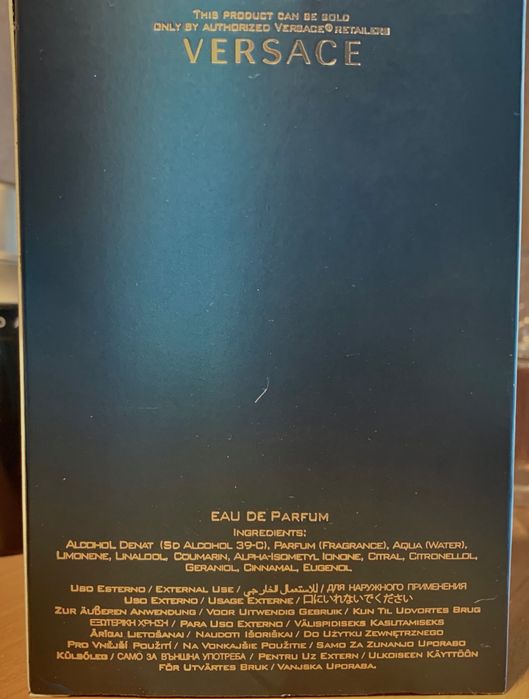 THIS PRODUCT CAN BE SOLD
ONLY BY AUTHORIZED VERSACE® RETAILERS
VERSACE
EAU DE PARFUM
INGREDIENTS:
ALCOHOL DENAT (SD ALCOHOL 39-C), PARFUM (FRAGRANCE), AQUA (WATER),
LIMONENE, LINALOOL, COUMARIN, ALPHA-ISOMETYL IONONE, CITRAL, CITRONELLOL,
GERANIOL, CINNAMAL, EUGENOL
USO ESTERNO / EXTERNAL USE / للاستعمال الخارجي / ДЛЯ НАРУЖНОГО ПРИМЕНЕНИЯ
USO EXTERNO / USAGE EXTERNE / 口にいれないでください
ZUR ÄUßEREN ANWENDUNG / VOOR UITWENDIG GEBRUIK / KUN TIL UDVORTES BRUG
ΕΞΩΤΕΡΙΚΗ ΧΡΗΣΗ / PARA USO EXTERNO / VÄLISPIDISEKS KASUTAMISEKS
ĀRĪGAI LIETOŠANAI / NAUDOTI IŠORIŠKAI / DO UŻYTKU ZEWNĘTRZNEGO
PRO VNĚJŠÍ POUŽITÍ / NA VONKAJŠIE POUŽITIE / SAMO ZA ZUNANJO UPORABO
KÜLSŐLEG / САМО ЗА ВЪНШНА УПОТРЕБА / PENTRU UZ EXTERN / ULKOISEEN KÄYTTÖÖN
FÖR UTVÄRTES BRUK / VANJSKA UPORABA.